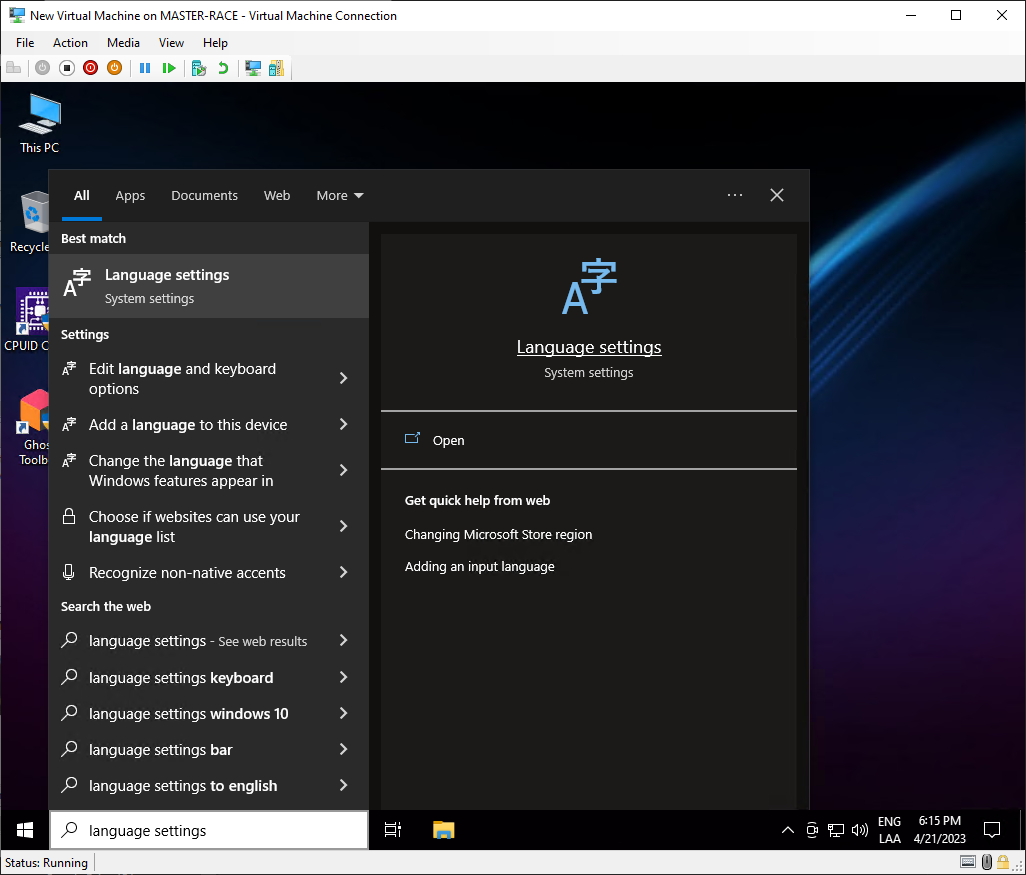 New Virtual Machine on MASTER-RACE - Virtual Machine Connection
File Action Media View Help
This PC
Recycle
CPUID C
Ghos
Toolb
All Apps Documents Web More
Best match
Language settings
System settings
Settings
Edit language and keyboard
options
Add a language to this device
Change the language that
Windows features appear in
Choose if websites can use your
language list
Recognize non-native accents
Search the web
language settings - See web results
language settings keyboard
language settings windows 10
language settings bar
language settings to english
Language settings
System settings
Open
Get quick help from web
Changing Microsoft Store region
Adding an input language
language settings
ENG
LAA
6:15 PM
4/21/2023
Status: Running